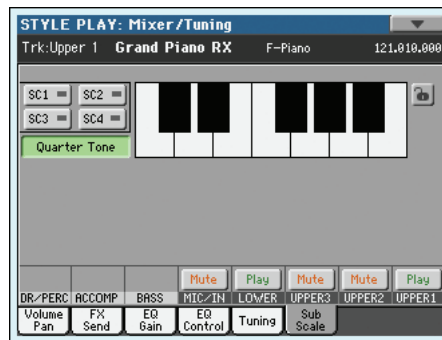 STYLE PLAY: Mixer/Tuning
Trk:Upper 1 Grand Piano RX F-Piano 121.010.000
SC1 SC2
SC3 SC4
Quarter Tone
Mute Play Mute Mute Play
DR/PERC ACCOMP BASS MIC/IN LOWER UPPER3 UPPER2 UPPER1
Volume Pan FX Send EQ Gain EQ Control Tuning Sub Scale